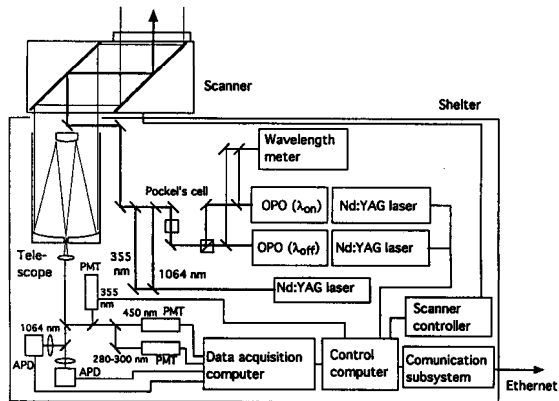 Scanner
Shelter
Wavelength
meter
Pockel's cell
OPO (λon)
Nd:YAG laser
OPO (λoff)
Nd:YAG laser
Tele-
scope
355
nm
1064 nm
Nd:YAG laser
PMT
355
nm
450 nm
PMT
1064 nm
280-300 nm
PMT
APD
APD
Data acquisition
computer
Control
computer
Scanner
controller
Comunication
subsystem
Ethernet